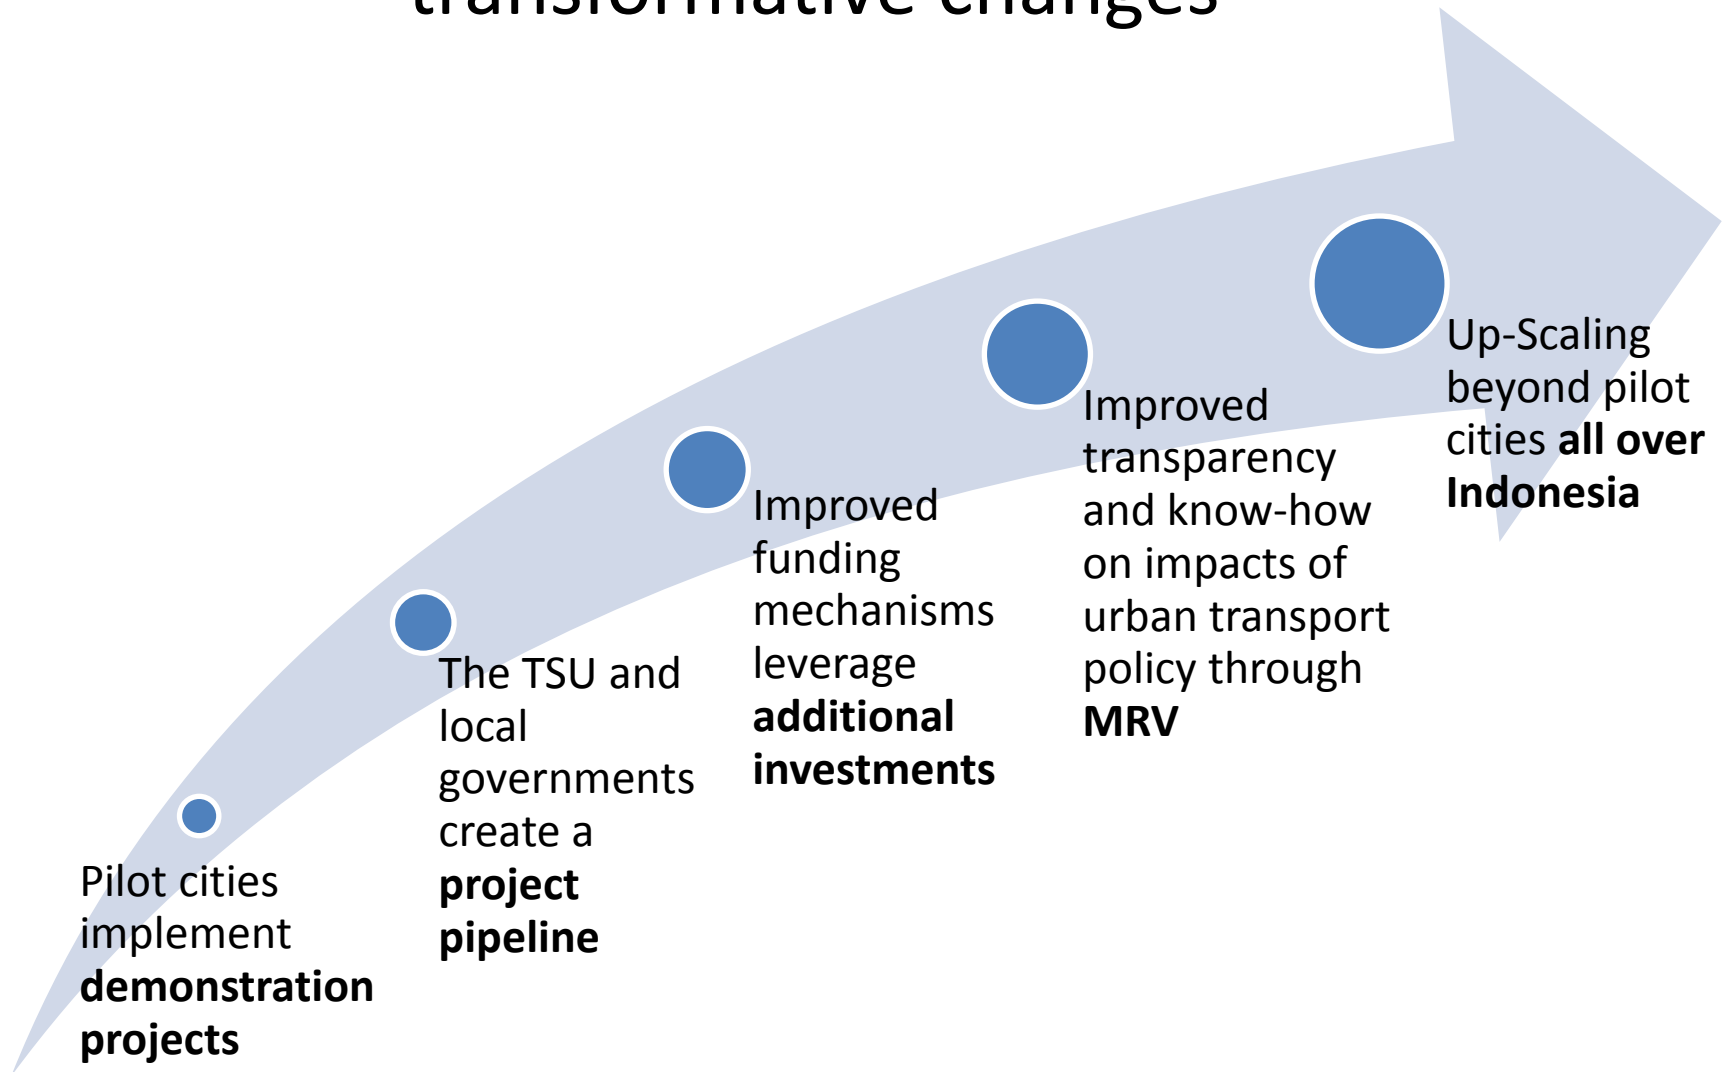 transformative changes
Pilot cities
implement
demonstration
projects
The TSU and
local
governments
create a
project
pipeline
Improved
funding
mechanisms
leverage
additional
investments
Improved
transparency
and know-how
on impacts of
urban transport
policy through
MRV
Up-Scaling
beyond pilot
cities all over
Indonesia